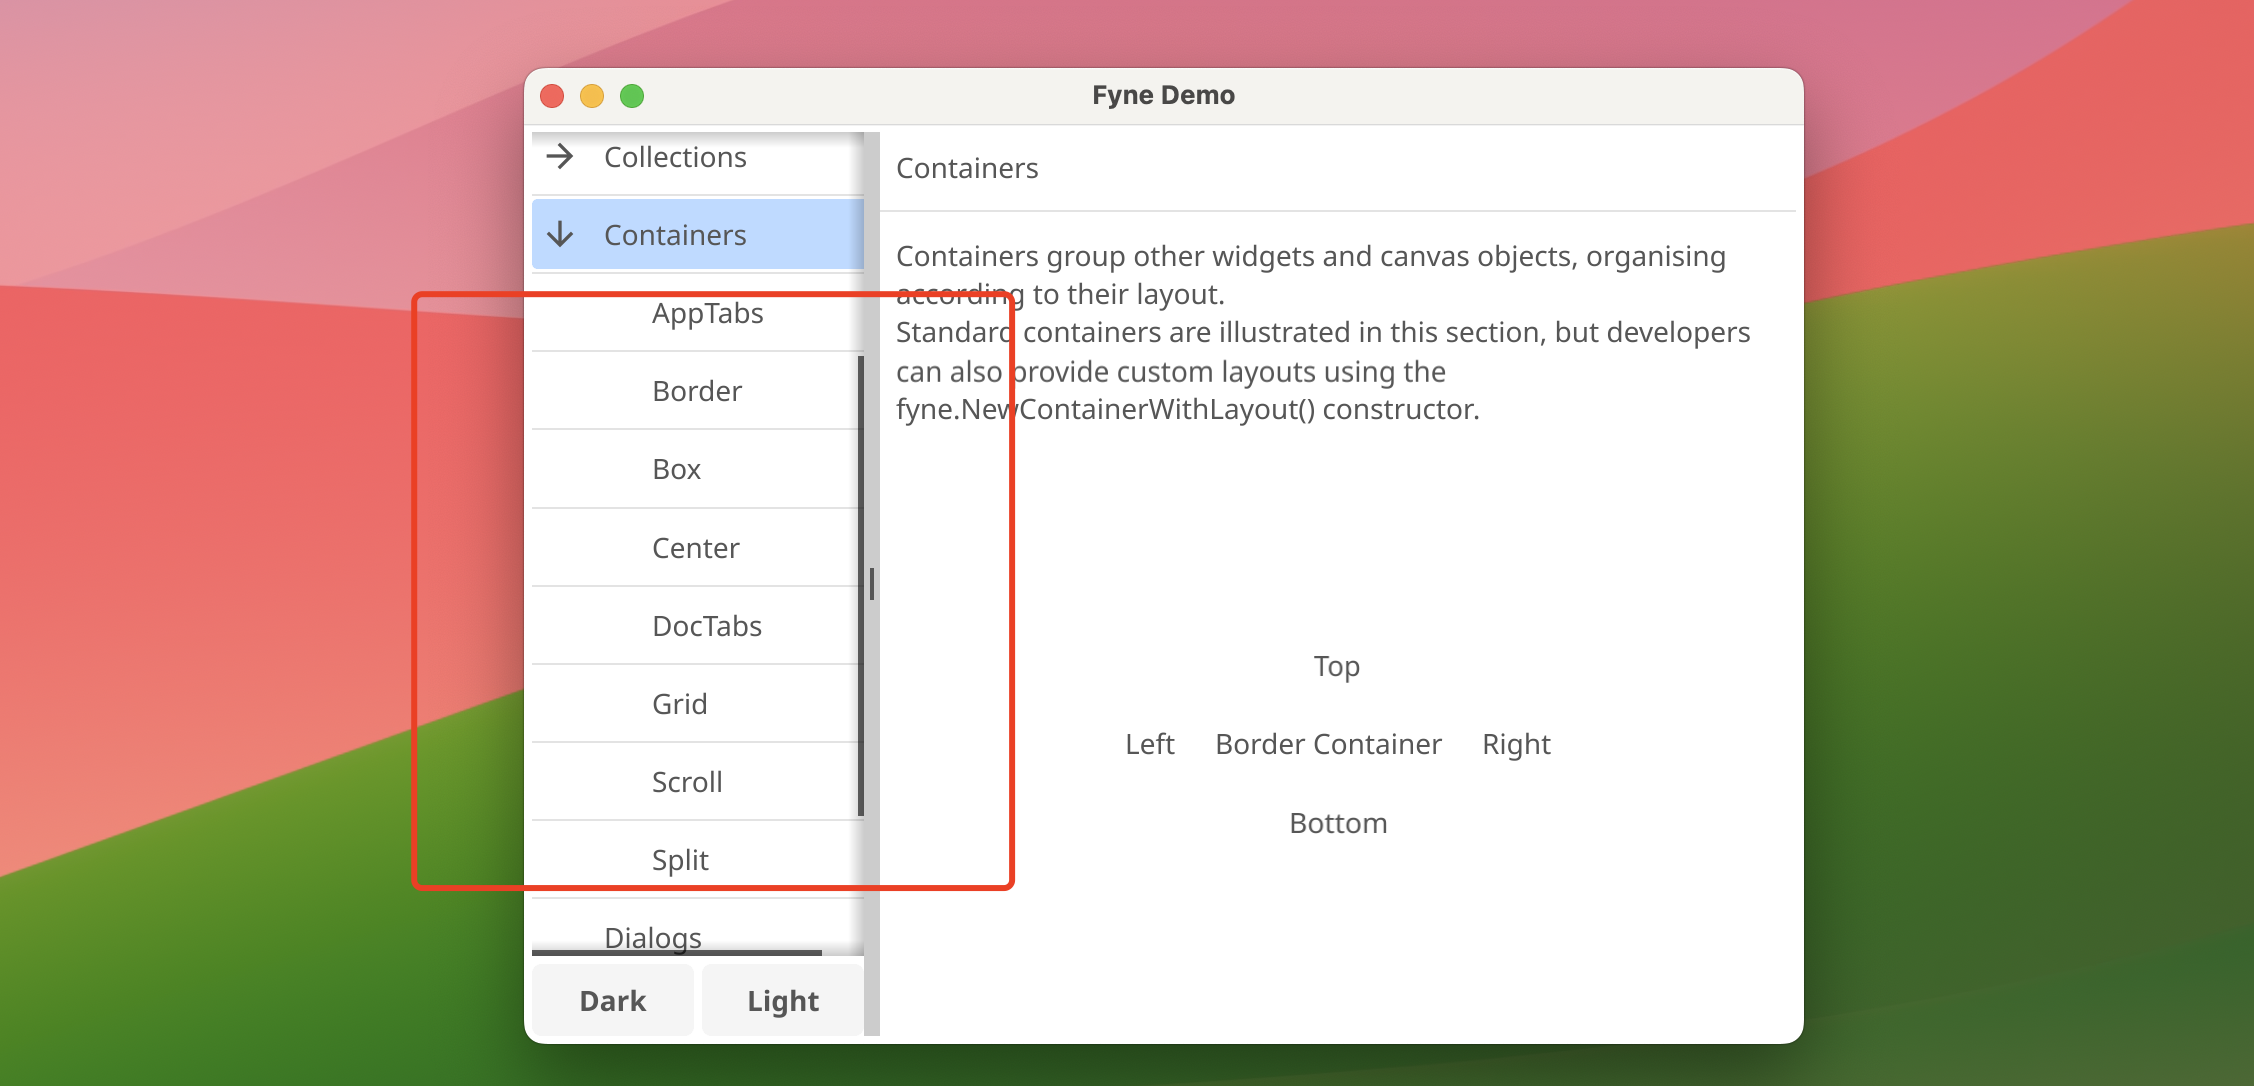 Fyne Demo
Collections
Containers
AppTabs
Border
Box
Center
DocTabs
Grid
Scroll
Split
Dialogs
Dark Light
Containers
Containers group other widgets and canvas objects, organising
according to their layout.
Standard containers are illustrated in this section, but developers
can also provide custom layouts using the
fyne.NewContainerWithLayout() constructor.
Top
Left Border Container Right
Bottom